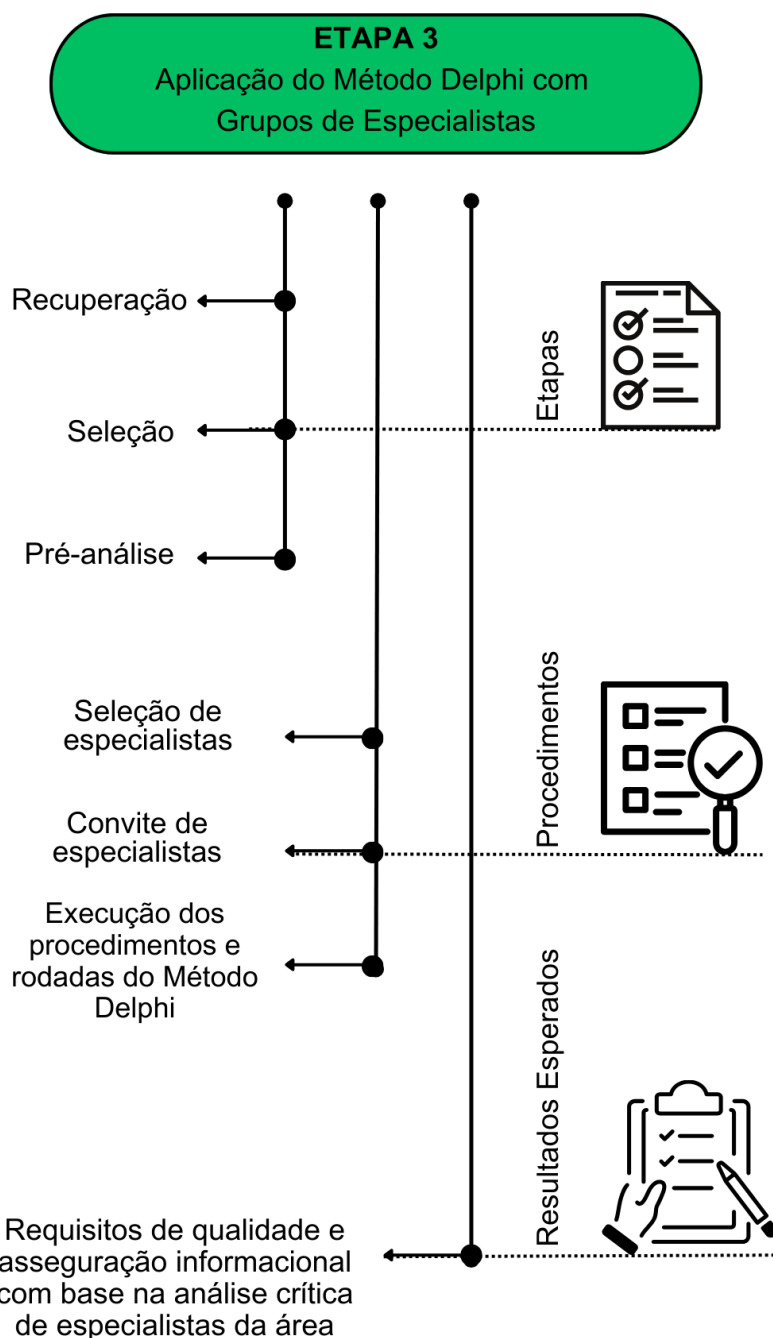 ETAPA 3
Aplicação do Método Delphi com
Grupos de Especialistas
Recuperação
Seleção
Pré-análise
Etapas
Seleção de
especialistas
Convite de
especialistas
Execução dos
procedimentos e
rodadas do Método
Delphi
Procedimentos
Requisitos de qualidade e
asseguração informacional
com base na análise crítica
de especialistas da área
Resultados Esperados